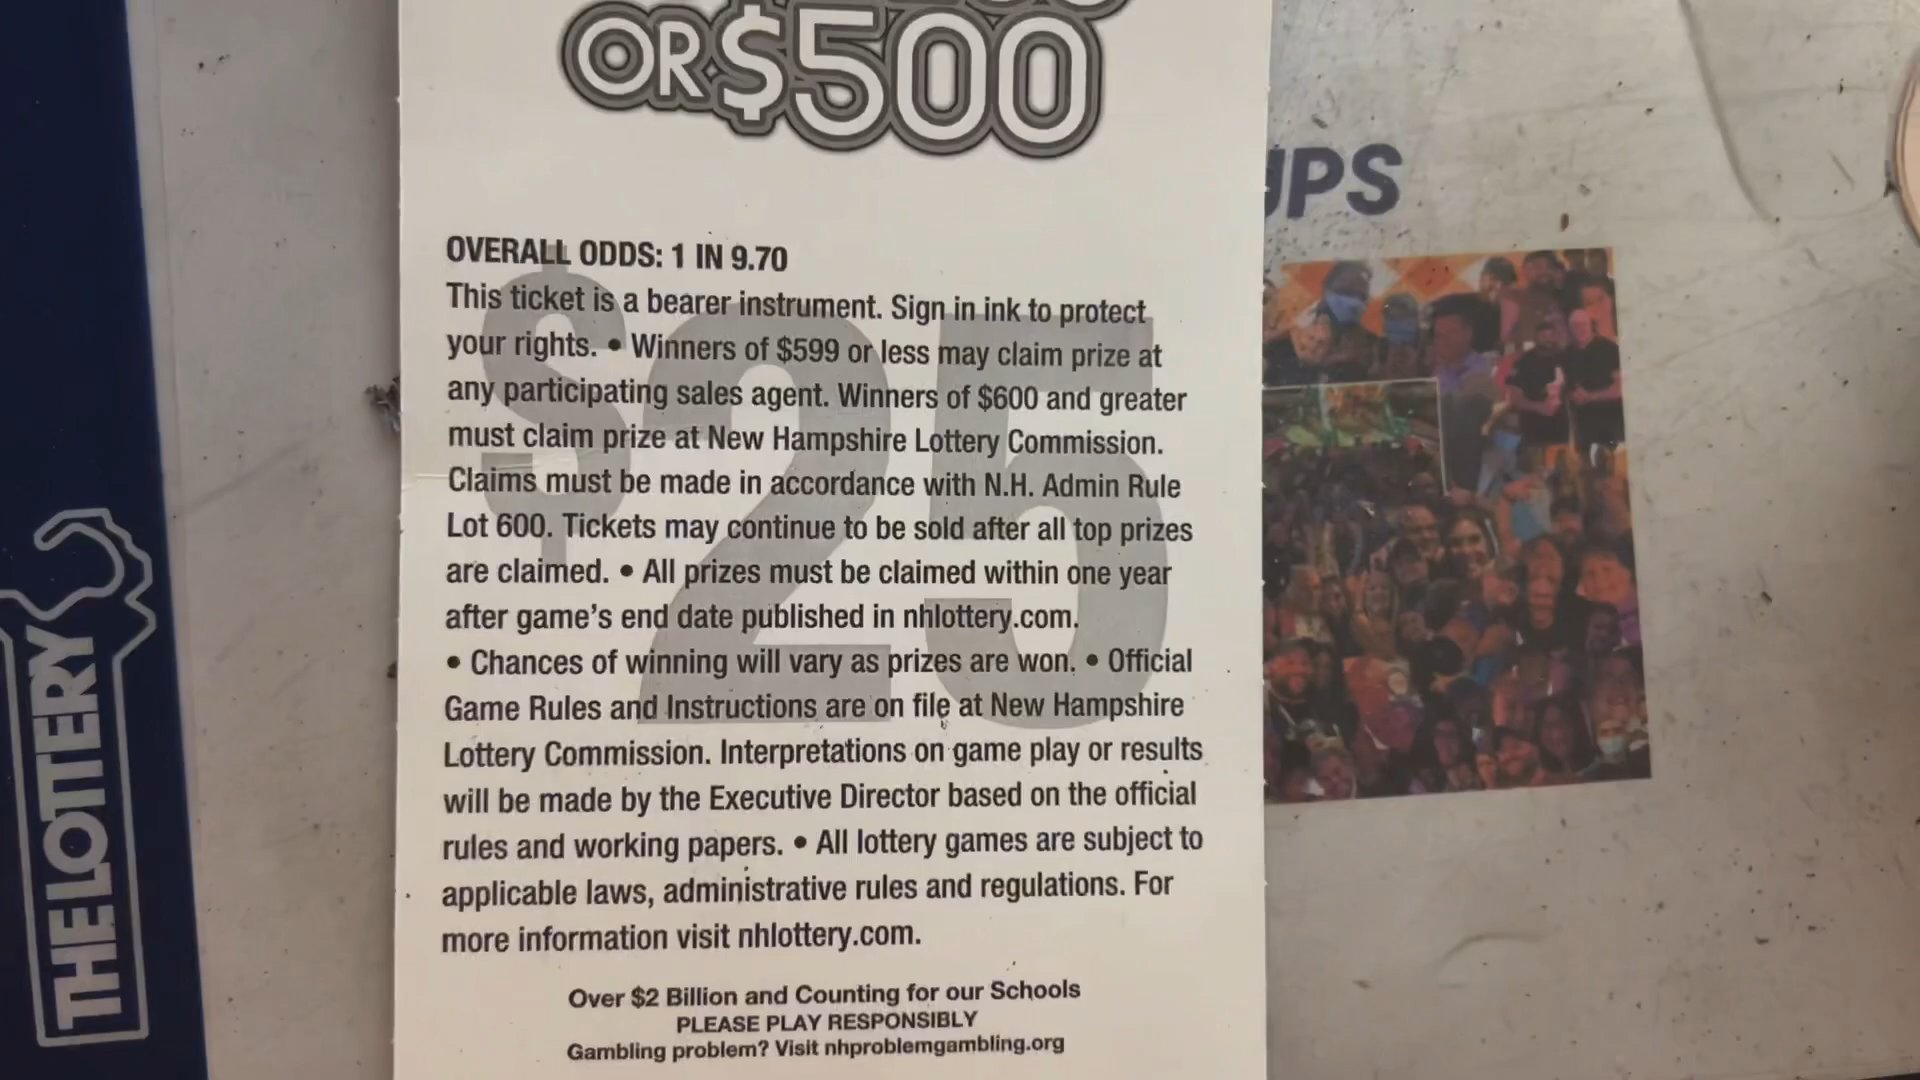 OR $500
UPS
OVERALL ODDS: 1 IN 9.70
This ticket is a bearer instrument. Sign in ink to protect
your rights. • Winners of $599 or less may claim prize at
any participating sales agent. Winners of $600 and greater
must claim prize at New Hampshire Lottery Commission.
Claims must be made in accordance with N.H. Admin Rule
Lot 600. Tickets may continue to be sold after all top prizes
are claimed. • All prizes must be claimed within one year
after game's end date published in nhlottery.com.
• Chances of winning will vary as prizes are won. • Official
Game Rules and Instructions are on file at New Hampshire
Lottery Commission. Interpretations on game play or results
will be made by the Executive Director based on the official
rules and working papers. • All lottery games are subject to
applicable laws, administrative rules and regulations. For
more information visit nhlottery.com.
$25
Over $2 Billion and Counting for our Schools
PLEASE PLAY RESPONSIBLY
Gambling problem? Visit nhproblemgambling.org
THE LOTTERY